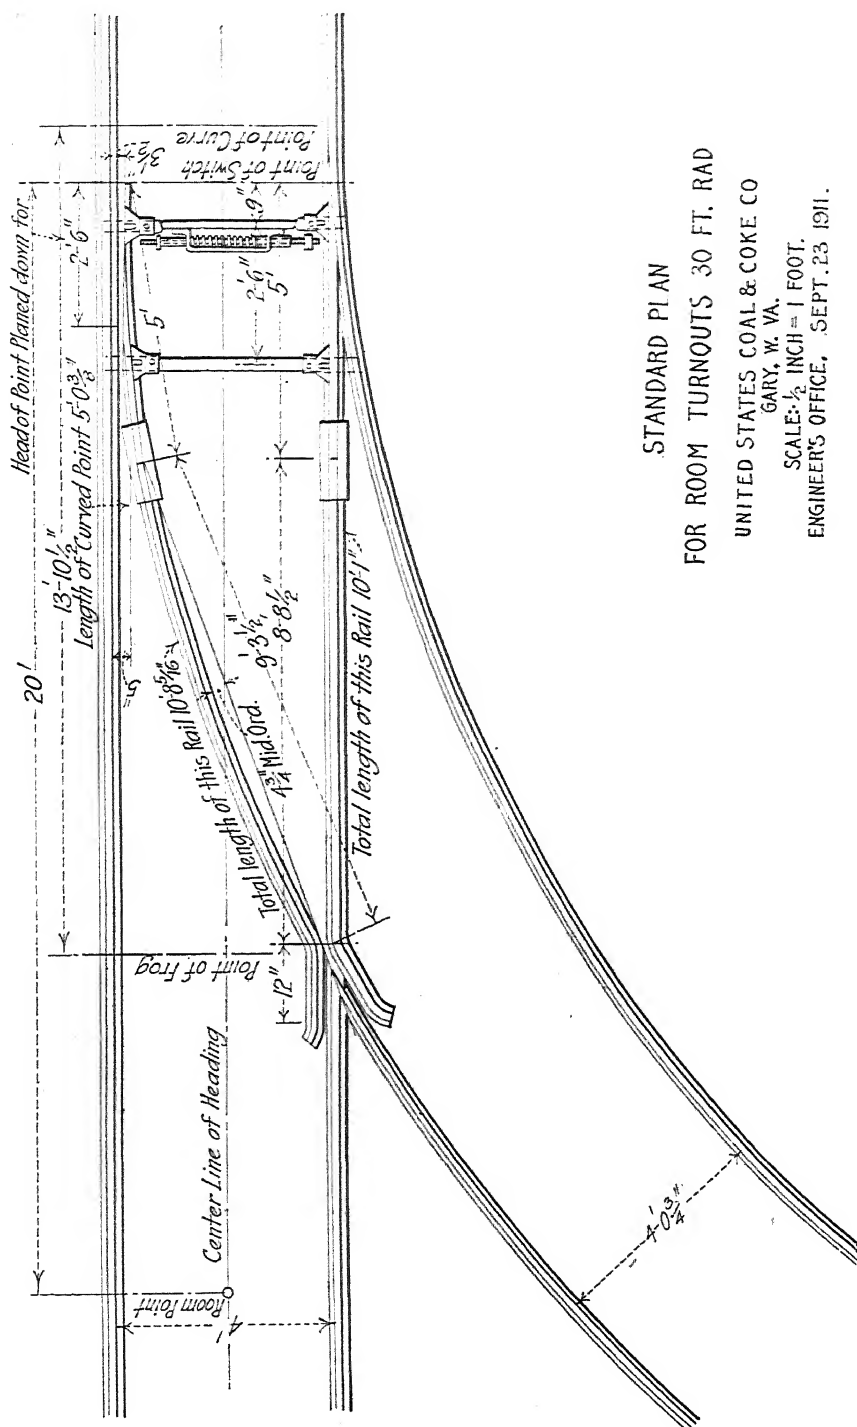 STANDARD PLAN
FOR ROOM TURNOUTS 30 FT. RAD
UNITED STATES COAL & COKE CO
GARY, W. VA.
SCALE:- ½ INCH = 1 FOOT.
ENGINEER'S OFFICE, SEPT. 23 1911.
Head of Point Planed down for
2'-6"
20'
13'-10½"
Length of Curved Point 5'-0⅜"
3½"
Point of Curve
Point of Switch
9"
2'-6"
5'
5'
5"
Total length of this Rail 10'-8 5/16"
4¾" Mid. Ord.
9'-3½"
8'-8½"
Total length of this Rail 10'-1"
Point of Frog
12"
Center Line of Heading
Room Point
4'
4'-0¾"